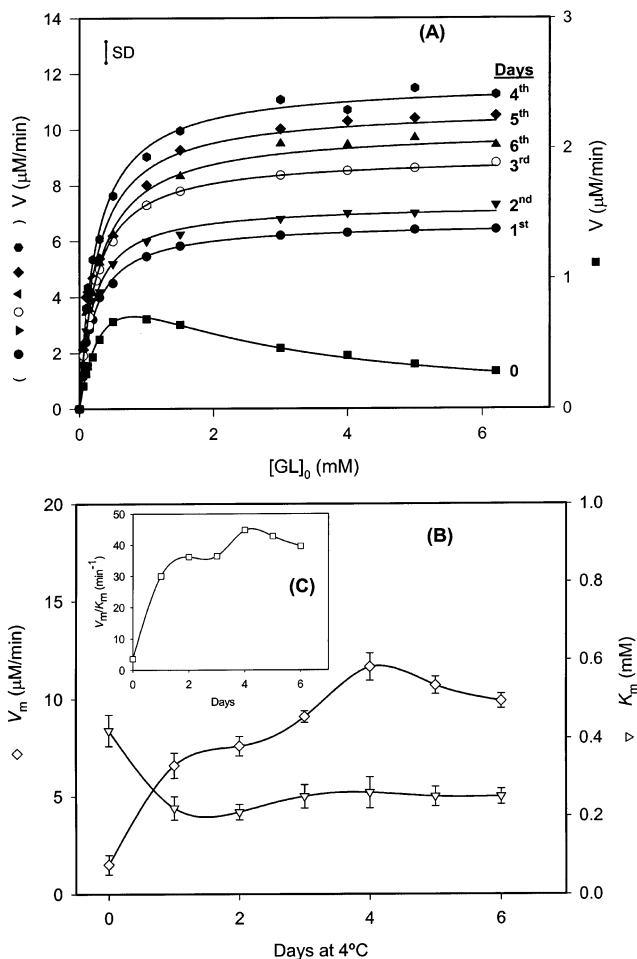 (A)
SD
Days
4th
5th
6th
3rd
2nd
1st
0
14
12
10
8
6
4
2
0
3
2
1
0
( ● ▼ ○ ▲ ◆ ⬢ ) V (μM/min)
■ V (μM/min)
0 2 4 6
[GL]₀ (mM)
(B)
20
15
10
5
0
1.0
0.8
0.6
0.4
0.2
0.0
◇ Vm (μM/min)
▽ Km (mM)
(C)
50
40
30
20
10
0
Vm/Km (min⁻¹)
0 2 4 6
Days
0 2 4 6
Days at 4ºC